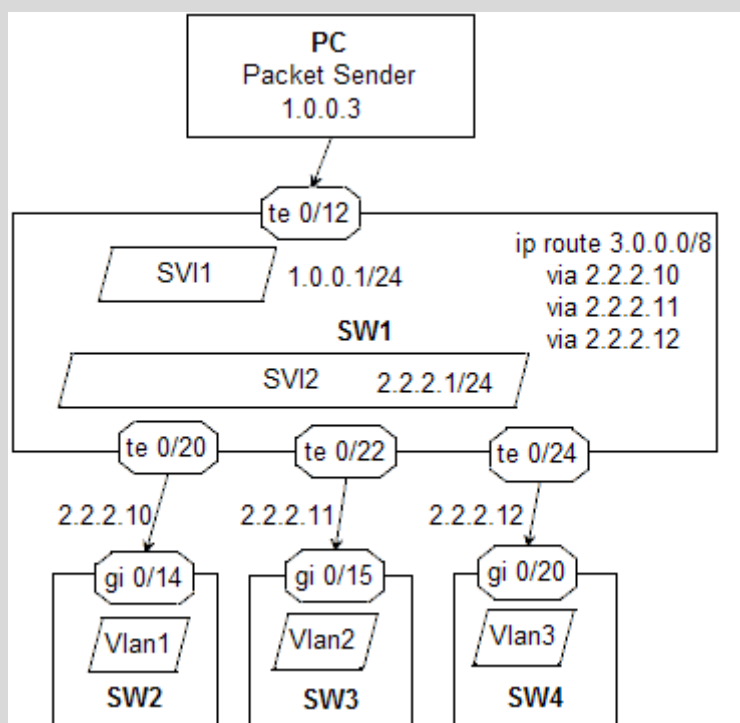 PC
Packet Sender
1.0.0.3
te 0/12
ip route 3.0.0.0/8
via 2.2.2.10
via 2.2.2.11
via 2.2.2.12
SVI1
1.0.0.1/24
SW1
SVI2
2.2.2.1/24
te 0/20
te 0/22
te 0/24
2.2.2.10
2.2.2.11
2.2.2.12
gi 0/14
gi 0/15
gi 0/20
Vlan1
Vlan2
Vlan3
SW2
SW3
SW4